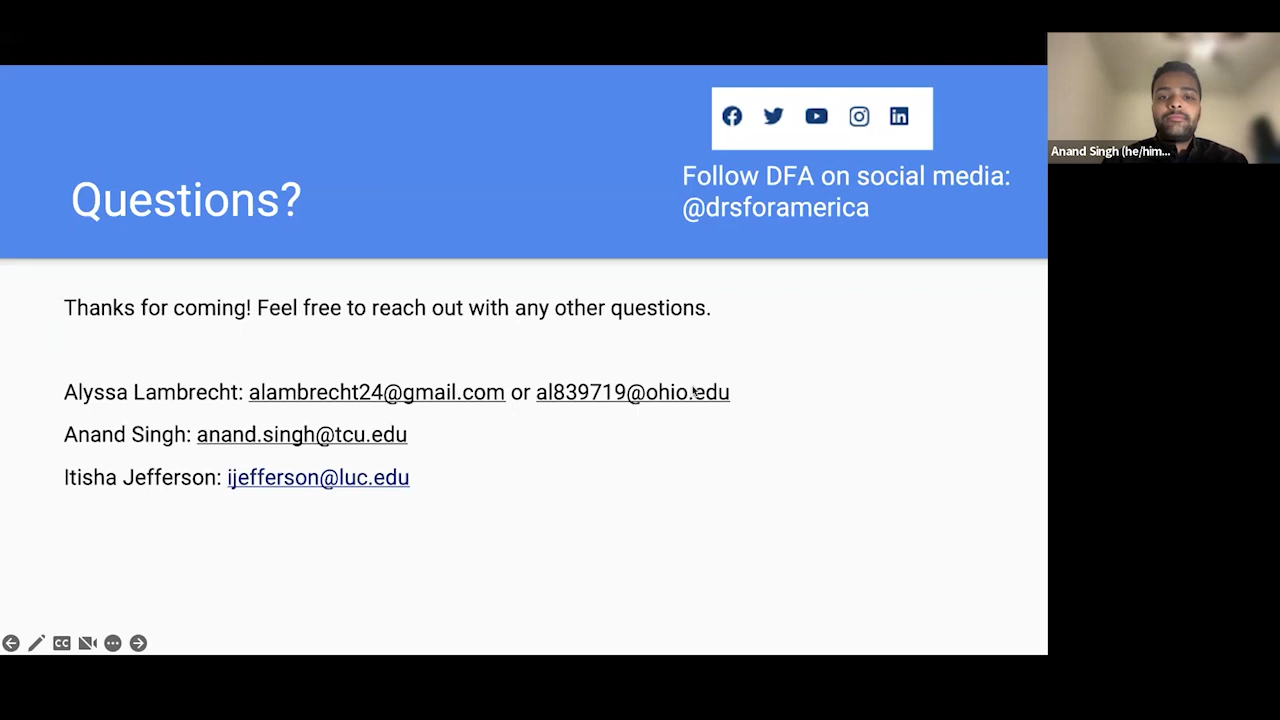 Questions?
Follow DFA on social media:
@drsforamerica
Anand Singh (he/him...
Thanks for coming! Feel free to reach out with any other questions.
Alyssa Lambrecht: alambrecht24@gmail.com or al839719@ohio.edu
Anand Singh: anand.singh@tcu.edu
Itisha Jefferson: ijefferson@luc.edu
CC